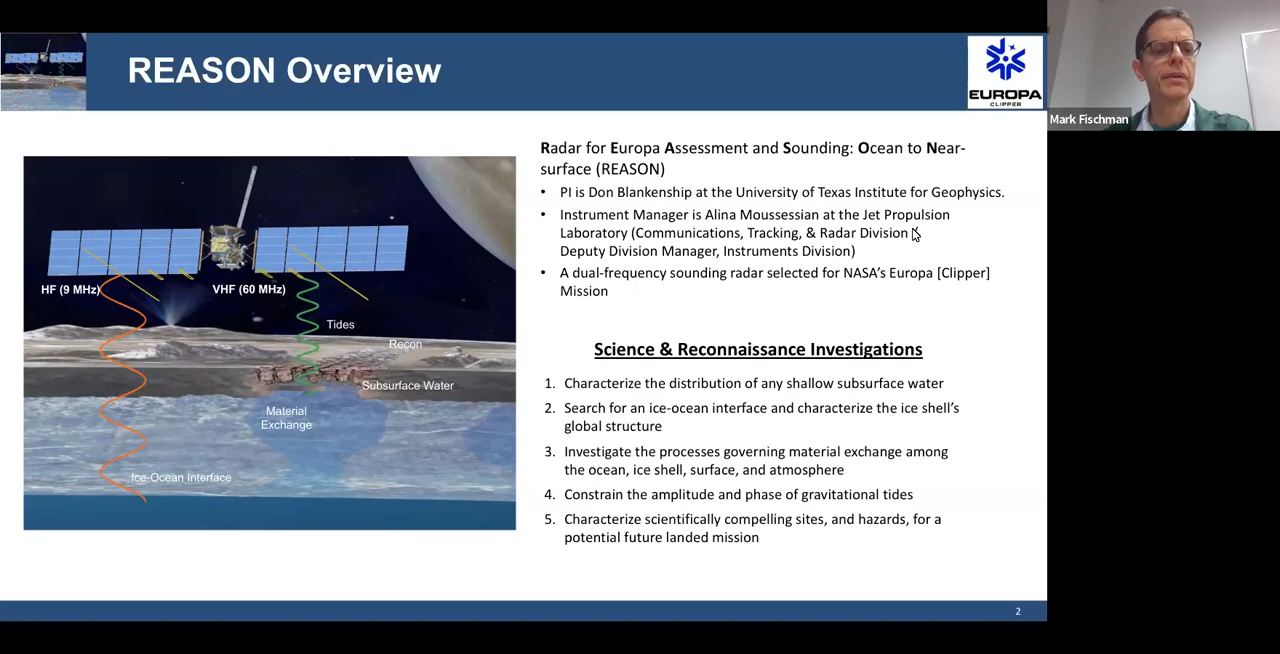 REASON Overview
EUROPA
CLIPPER
Mark Fischman
HF (9 MHz)
VHF (60 MHz)
Tides
Recon
Subsurface Water
Material
Exchange
Ice-Ocean Interface
Radar for Europa Assessment and Sounding: Ocean to Near-
surface (REASON)
• PI is Don Blankenship at the University of Texas Institute for Geophysics.
• Instrument Manager is Alina Moussessian at the Jet Propulsion
Laboratory (Communications, Tracking, & Radar Division
Deputy Division Manager, Instruments Division)
• A dual-frequency sounding radar selected for NASA's Europa [Clipper]
Mission
Science & Reconnaissance Investigations
1. Characterize the distribution of any shallow subsurface water
2. Search for an ice-ocean interface and characterize the ice shell's
global structure
3. Investigate the processes governing material exchange among
the ocean, ice shell, surface, and atmosphere
4. Constrain the amplitude and phase of gravitational tides
5. Characterize scientifically compelling sites, and hazards, for a
potential future landed mission
2